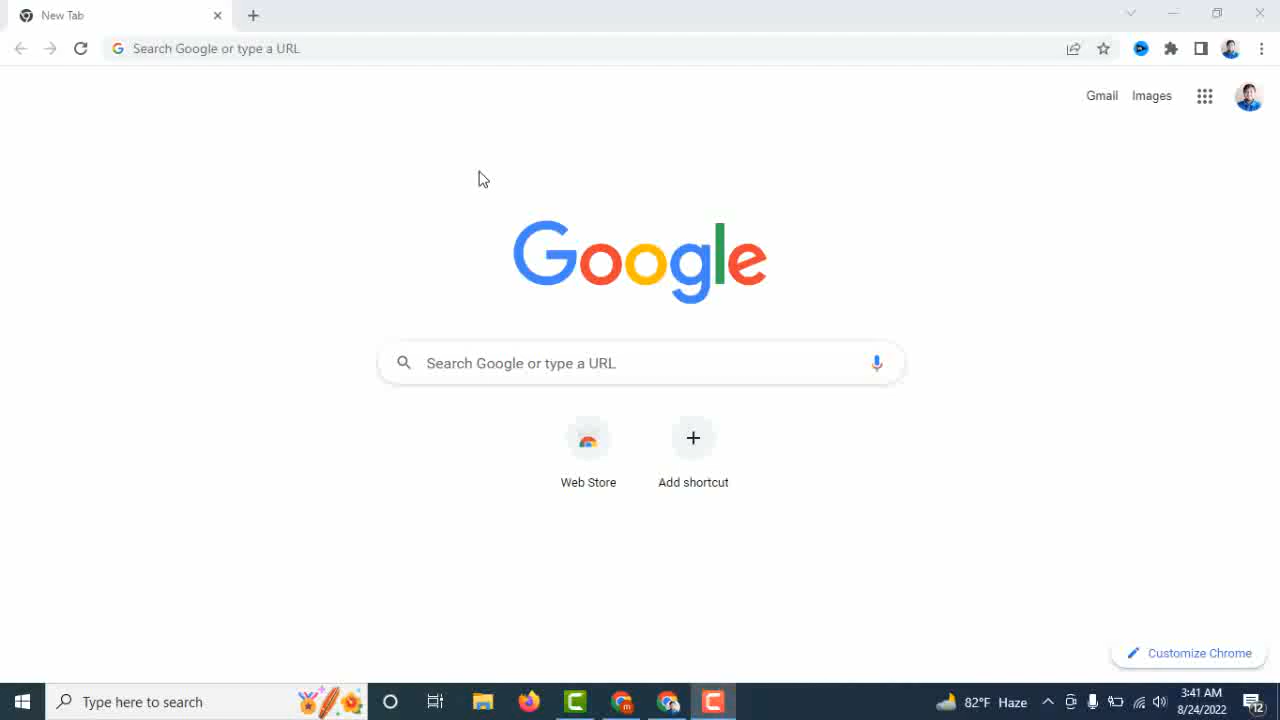 New Tab
Search Google or type a URL
Gmail Images
Google
Search Google or type a URL
Web Store Add shortcut
Customize Chrome
Type here to search
m
82°F Haze
3:41 AM
8/24/2022
12